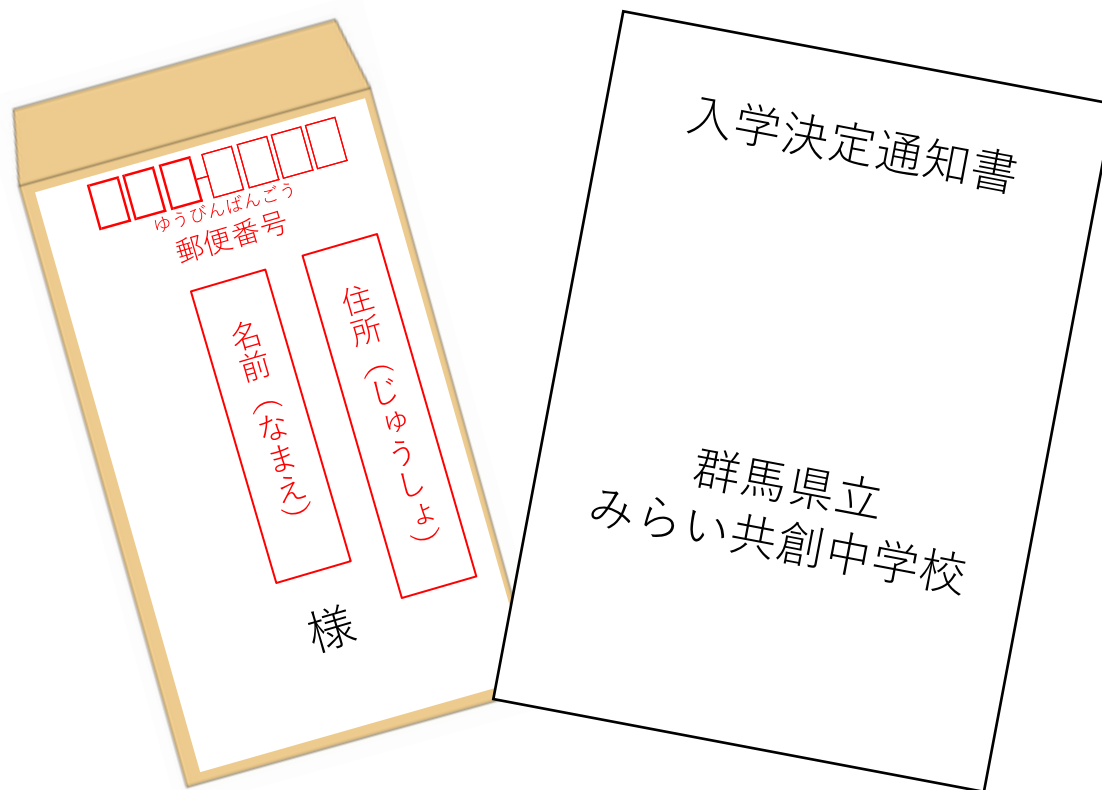 ゆうびんばんごう
郵便番号
住所（じゅうしょ）
名前（なまえ）
様
入学決定通知書
群馬県立
みらい共創中学校